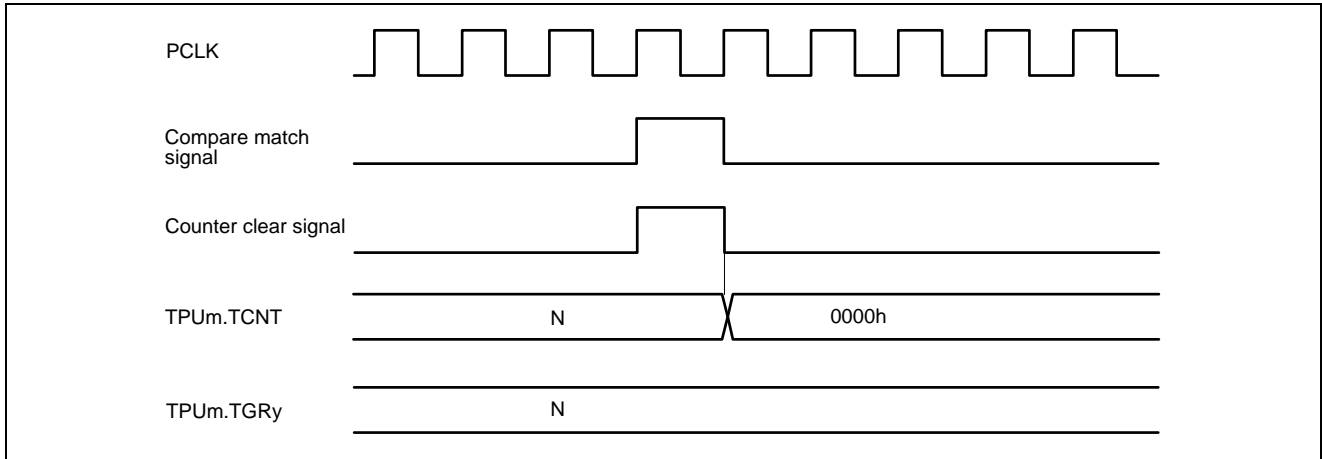 PCLK
Compare match
signal
Counter clear signal
TPUm.TCNT
N
0000h
TPUm.TGRy
N